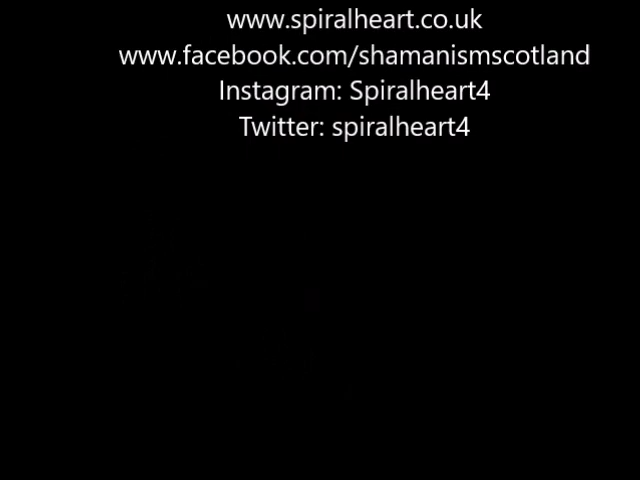 www.spiralheart.co.uk
www.facebook.com/shamanismscotland
Instagram: Spiralheart4
Twitter: spiralheart4